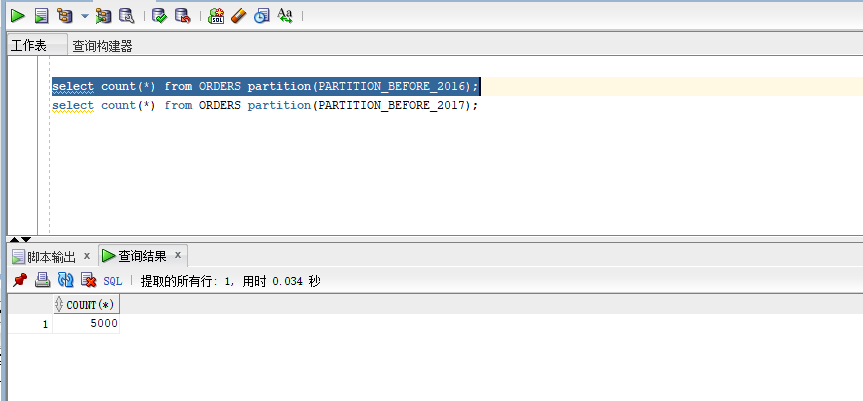 SQL
Aa
工作表
查询构建器
select count(*) from ORDERS partition(PARTITION_BEFORE_2016);
select count(*) from ORDERS partition(PARTITION_BEFORE_2017);
脚本输出 x
查询结果 x
SQL
提取的所有行: 1, 用时 0.034 秒
COUNT(*)
1 5000